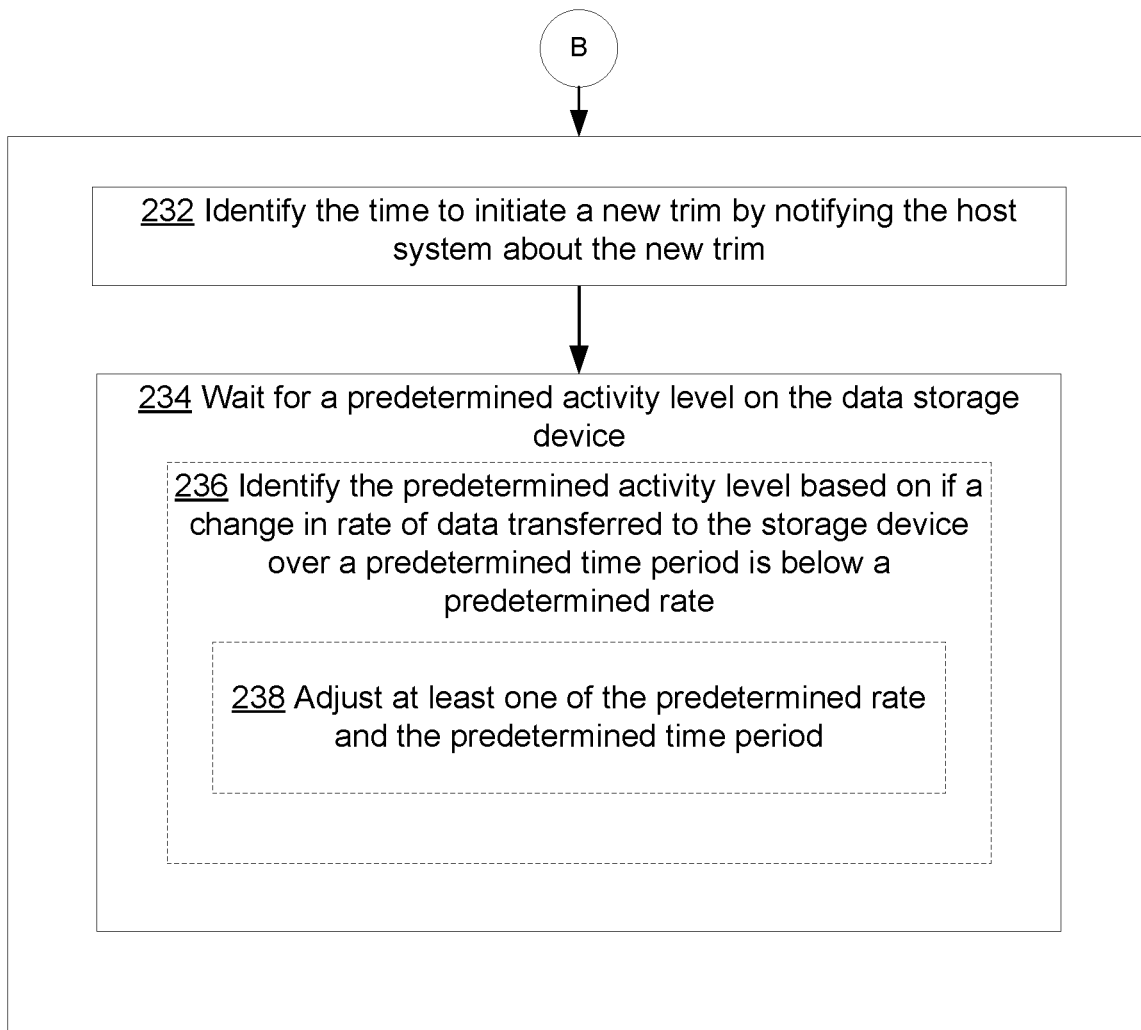 B
232 Identify the time to initiate a new trim by notifying the host
system about the new trim
234 Wait for a predetermined activity level on the data storage
device
236 Identify the predetermined activity level based on if a
change in rate of data transferred to the storage device
over a predetermined time period is below a
predetermined rate
238 Adjust at least one of the predetermined rate
and the predetermined time period